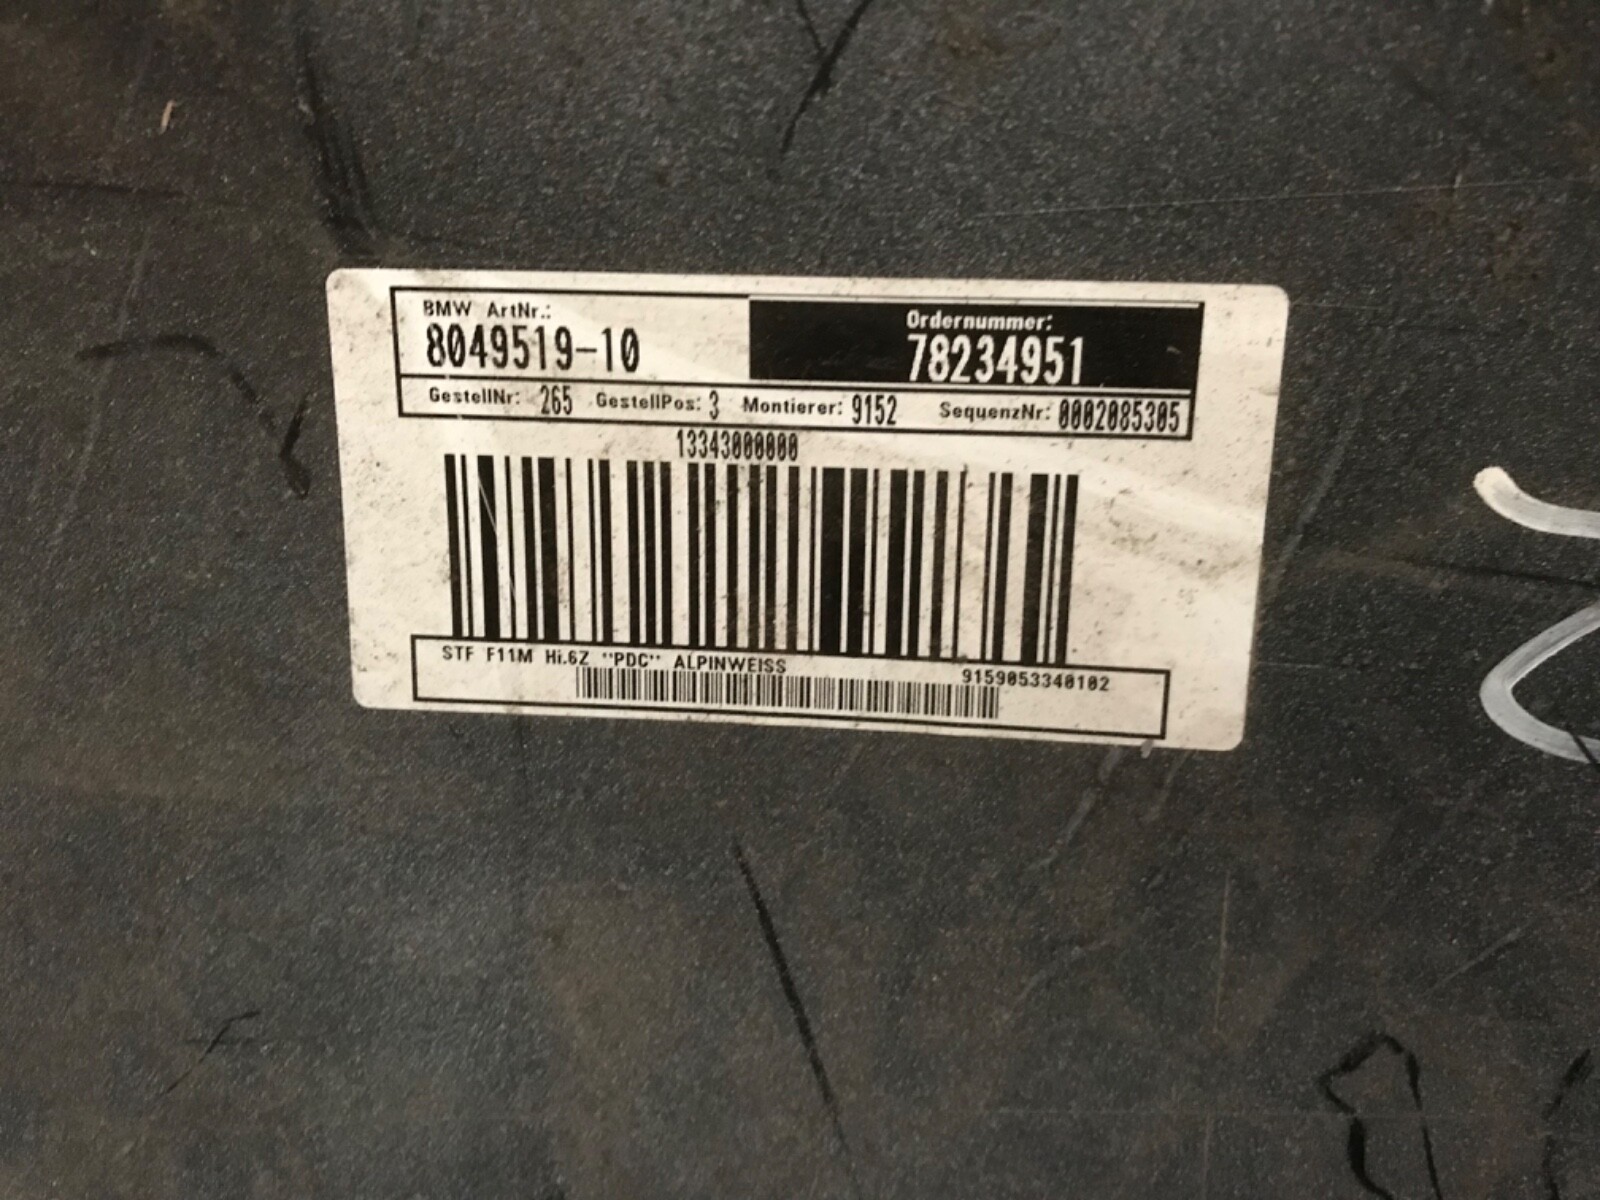 BMW ArtNr.:
8049519-10
Ordernummer:
78234951
GestellNr: 265 GestellPos: 3 Montierer: 9152 SequenzNr: 0002085305
13343000000
STF F11M Hi.6Z "PDC" ALPINWEISS
9159053340102